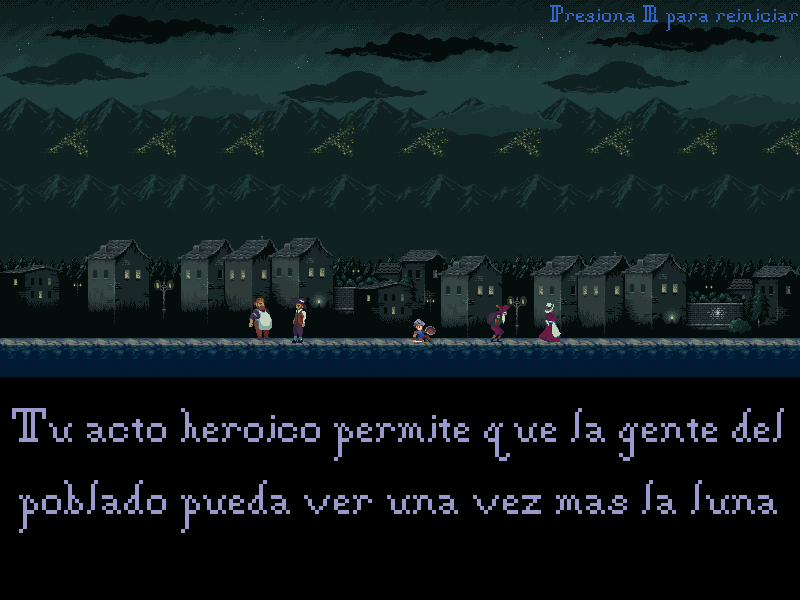 Presiona R para reiniciar
Tu acto heroico permite que la gente del
poblado pueda ver una vez mas la luna